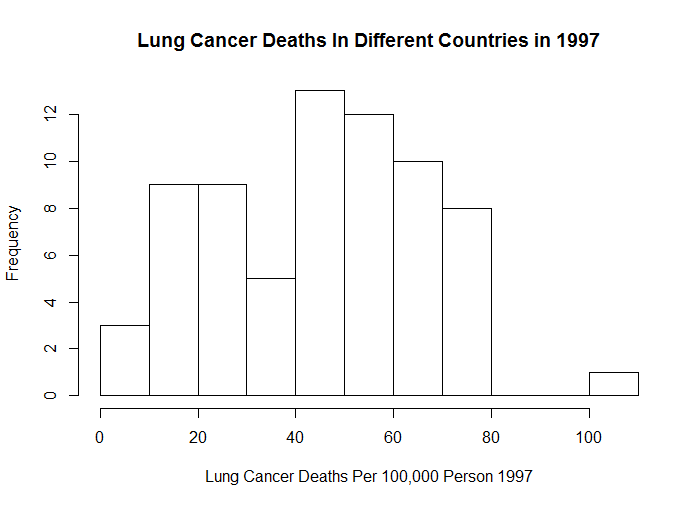 Lung Cancer Deaths In Different Countries in 1997
Frequency
12
10
8
6
4
2
0
0 20 40 60 80 100
Lung Cancer Deaths Per 100,000 Person 1997